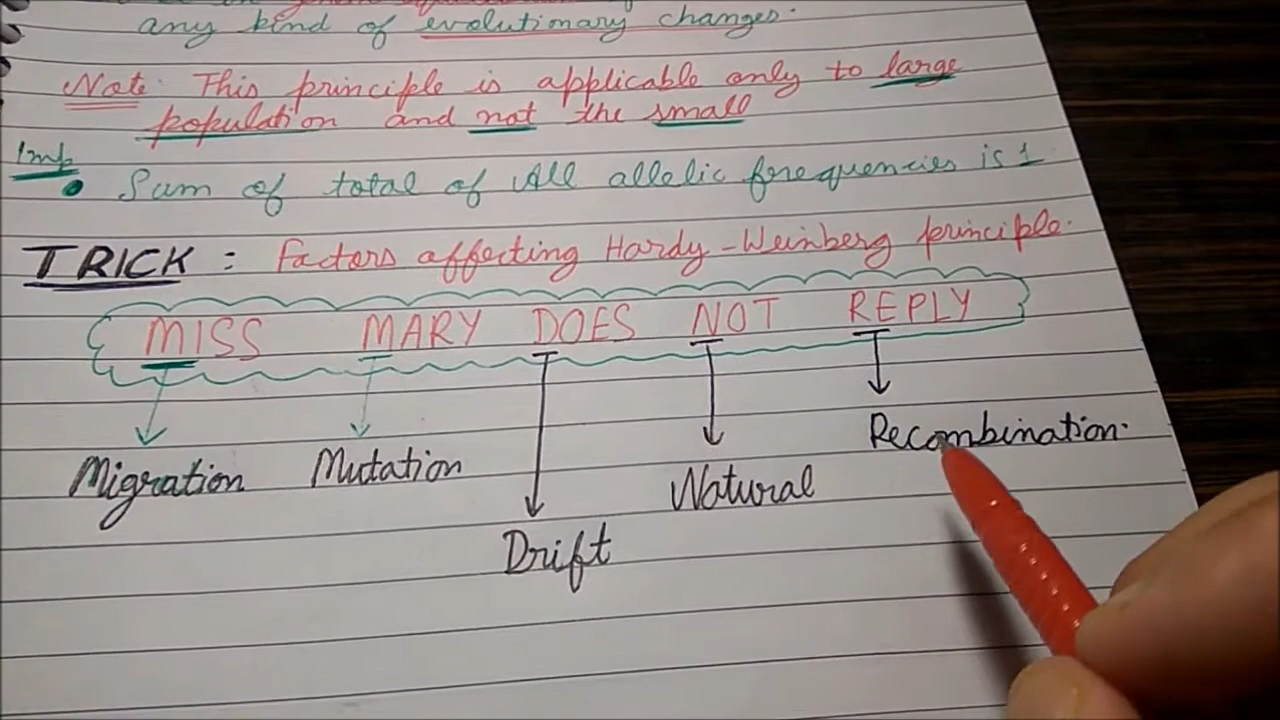 any kind of evolutionary changes.
Note: This principle is applicable only to large
population and not the small
Imp
• Sum of total of All allelic frequencies is 1
TRICK : Factors affecting Hardy-Weinberg principle.
MISS MARY DOES NOT REPLY
Recombination.
Migration Mutation Natural
Drift